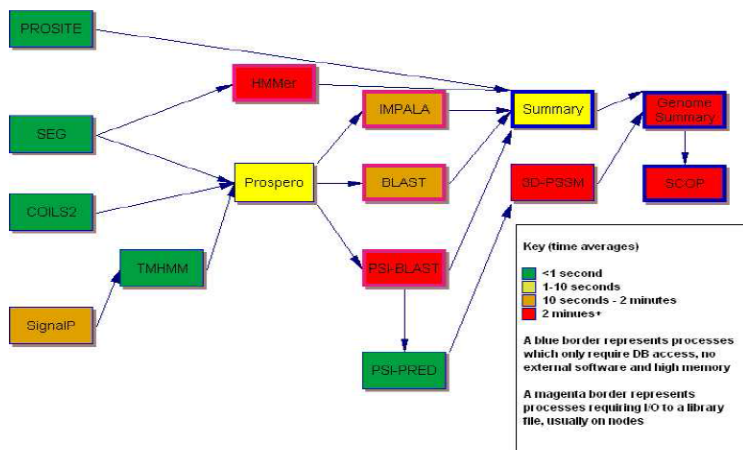 PROSITE
HMMer
IMPALA
Summary
Genome
Summary
SEG
Prospero
BLAST
3D-PSSM
SCOP
COILS2
TMHMM
PSI-BLAST
SignalP
PSI-PRED
Key (time averages)
<1 second
1-10 seconds
10 seconds - 2 minutes
2 minues+
A blue border represents processes
which only require DB access, no
external software and high memory
A magenta border represents
processes requiring I/O to a library
file, usually on nodes